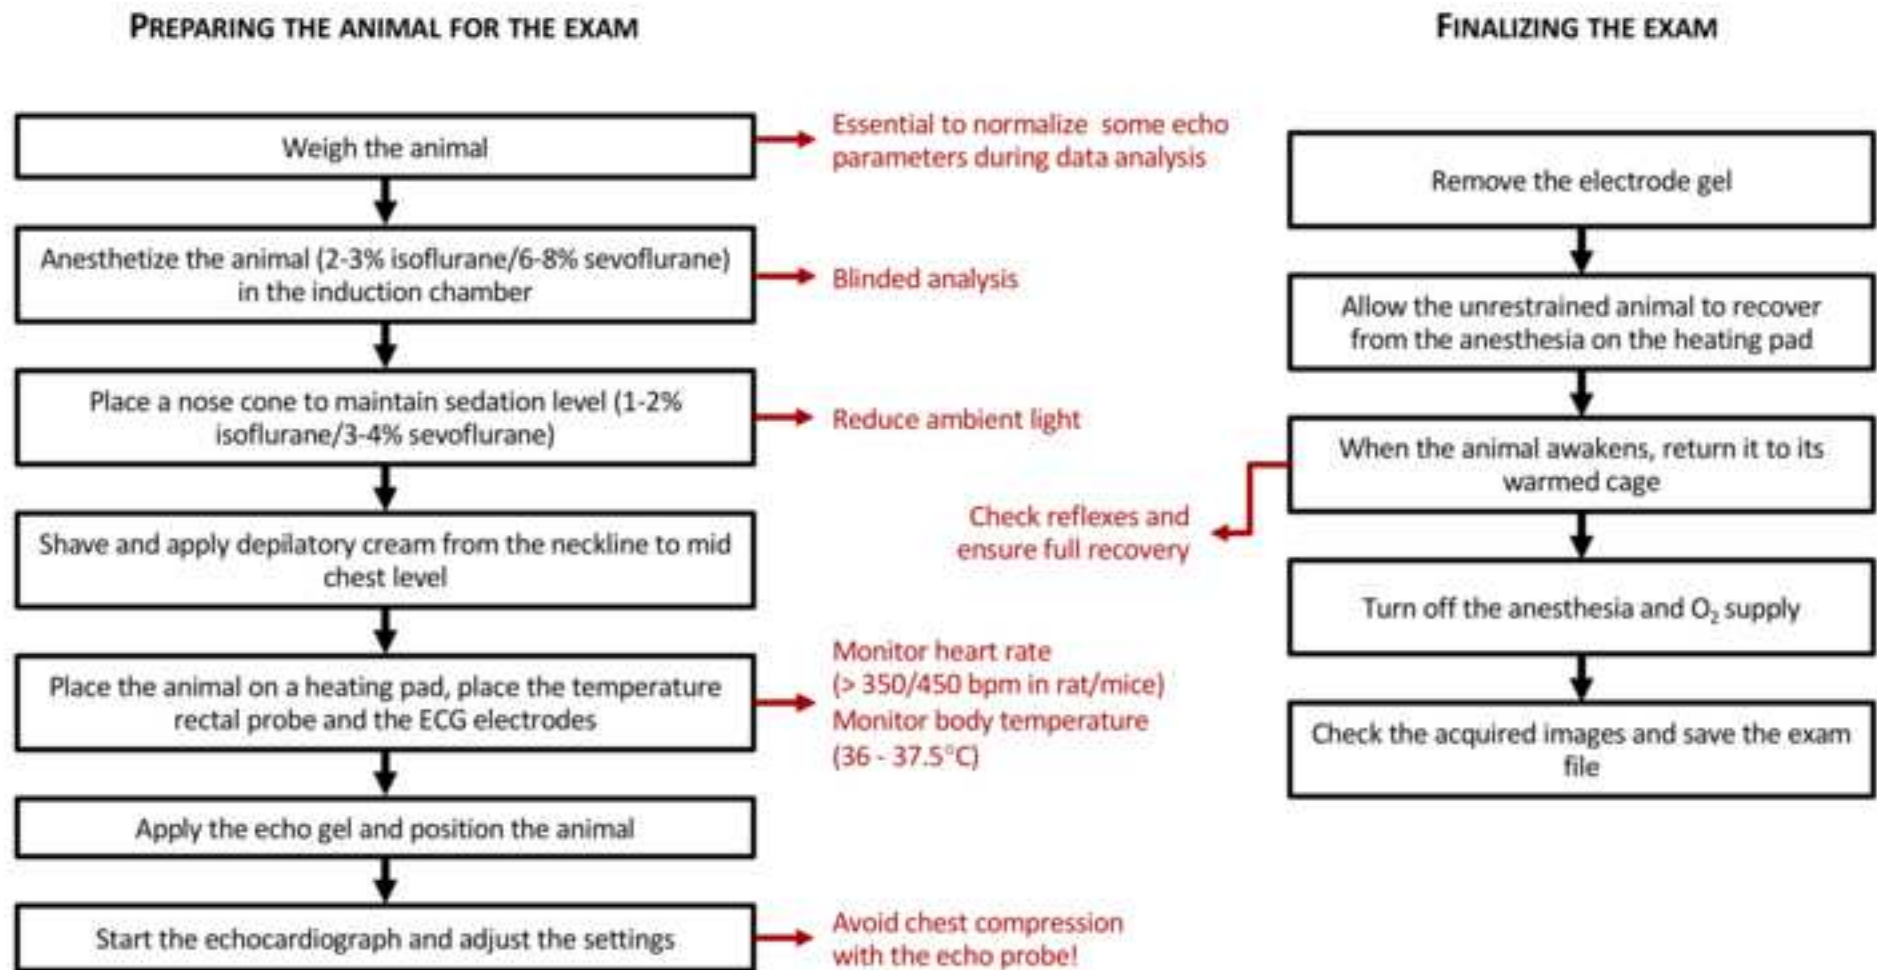 PREPARING THE ANIMAL FOR THE EXAM
Weigh the animal
Essential to normalize some echo
parameters during data analysis
Anesthetize the animal (2-3% isoflurane/6-8% sevoflurane)
in the induction chamber
Blinded analysis
Place a nose cone to maintain sedation level (1-2%
isoflurane/3-4% sevoflurane)
Reduce ambient light
Shave and apply depilatory cream from the neckline to mid
chest level
Place the animal on a heating pad, place the temperature
rectal probe and the ECG electrodes
Monitor heart rate
(> 350/450 bpm in rat/mice)
Monitor body temperature
(36 - 37.5°C)
Apply the echo gel and position the animal
Start the echocardiograph and adjust the settings
Avoid chest compression
with the echo probe!
FINALIZING THE EXAM
Remove the electrode gel
Allow the unrestrained animal to recover
from the anesthesia on the heating pad
When the animal awakens, return it to its
warmed cage
Check reflexes and
ensure full recovery
Turn off the anesthesia and O₂ supply
Check the acquired images and save the exam
file